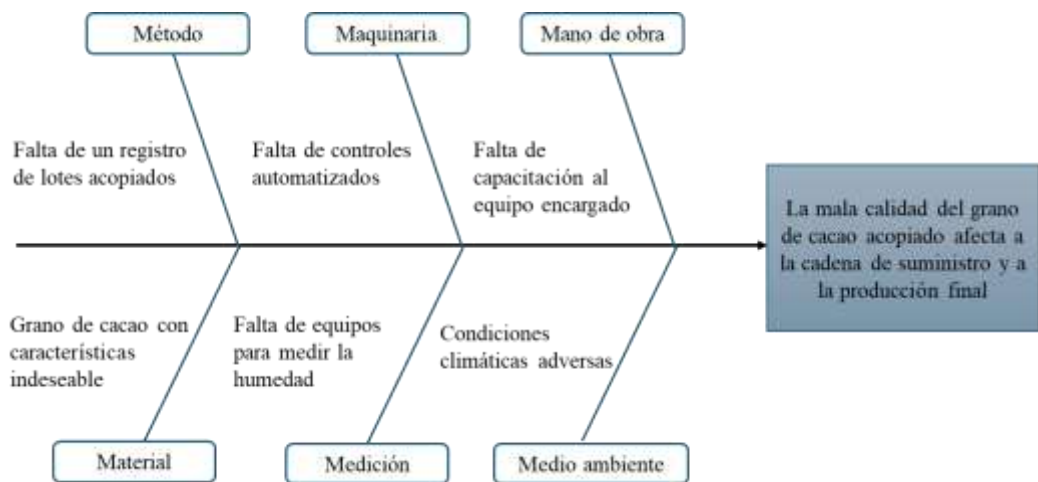 Método
Maquinaria
Mano de obra
Falta de un registro
de lotes acopiados
Falta de controles
automatizados
Falta de
capacitación al
equipo encargado
La mala calidad del grano
de cacao acopiado afecta a
la cadena de suministro y a
la producción final
Grano de cacao con
características
indeseable
Falta de equipos
para medir la
humedad
Condiciones
climáticas adversas
Material
Medición
Medio ambiente